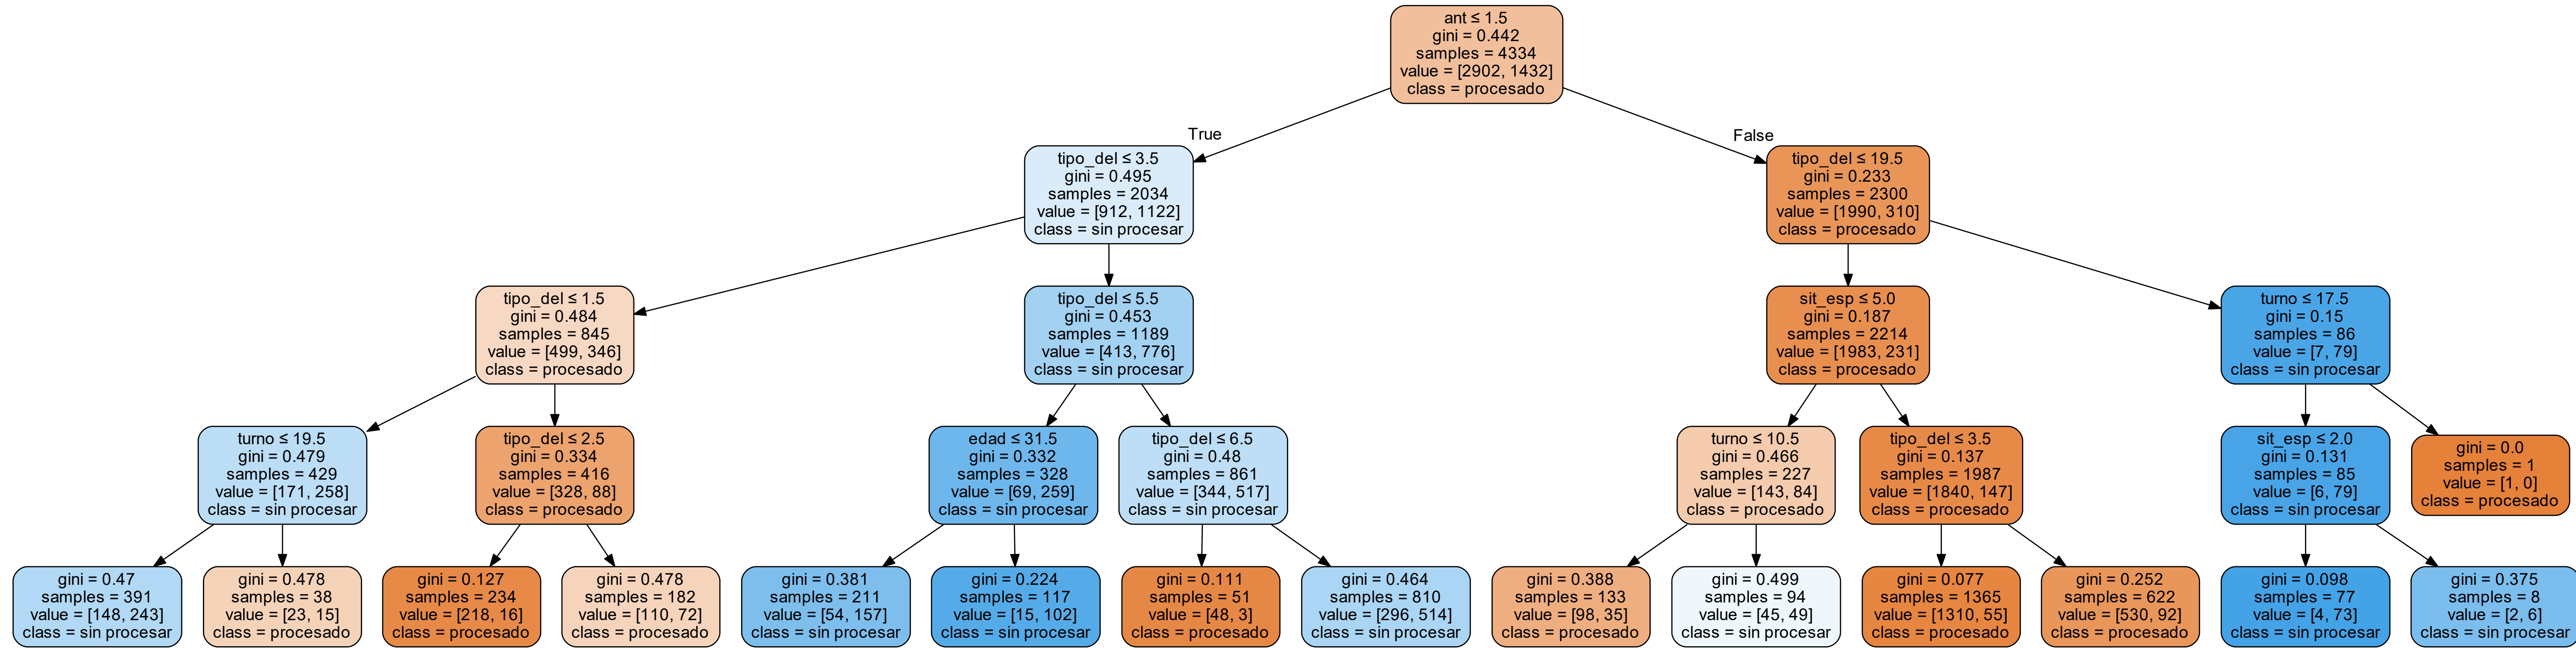 ant ≤ 1.5
gini = 0.442
samples = 4334
value = [2902, 1432]
class = procesado
True
False
tipo_del ≤ 3.5
gini = 0.495
samples = 2034
value = [912, 1122]
class = sin procesar
tipo_del ≤ 19.5
gini = 0.233
samples = 2300
value = [1990, 310]
class = procesado
tipo_del ≤ 1.5
gini = 0.484
samples = 845
value = [499, 346]
class = procesado
tipo_del ≤ 5.5
gini = 0.453
samples = 1189
value = [413, 776]
class = sin procesar
sit_esp ≤ 5.0
gini = 0.187
samples = 2214
value = [1983, 231]
class = procesado
turno ≤ 17.5
gini = 0.15
samples = 86
value = [7, 79]
class = sin procesar
turno ≤ 19.5
gini = 0.479
samples = 429
value = [171, 258]
class = sin procesar
tipo_del ≤ 2.5
gini = 0.334
samples = 416
value = [328, 88]
class = procesado
edad ≤ 31.5
gini = 0.332
samples = 328
value = [69, 259]
class = sin procesar
tipo_del ≤ 6.5
gini = 0.48
samples = 861
value = [344, 517]
class = sin procesar
turno ≤ 10.5
gini = 0.466
samples = 227
value = [143, 84]
class = procesado
tipo_del ≤ 3.5
gini = 0.137
samples = 1987
value = [1840, 147]
class = procesado
sit_esp ≤ 2.0
gini = 0.131
samples = 85
value = [6, 79]
class = sin procesar
gini = 0.0
samples = 1
value = [1, 0]
class = procesado
gini = 0.47
samples = 391
value = [148, 243]
class = sin procesar
gini = 0.478
samples = 38
value = [23, 15]
class = procesado
gini = 0.127
samples = 234
value = [218, 16]
class = procesado
gini = 0.478
samples = 182
value = [110, 72]
class = procesado
gini = 0.381
samples = 211
value = [54, 157]
class = sin procesar
gini = 0.224
samples = 117
value = [15, 102]
class = sin procesar
gini = 0.111
samples = 51
value = [48, 3]
class = procesado
gini = 0.464
samples = 810
value = [296, 514]
class = sin procesar
gini = 0.388
samples = 133
value = [98, 35]
class = procesado
gini = 0.499
samples = 94
value = [45, 49]
class = sin procesar
gini = 0.077
samples = 1365
value = [1310, 55]
class = procesado
gini = 0.252
samples = 622
value = [530, 92]
class = procesado
gini = 0.098
samples = 77
value = [4, 73]
class = sin procesar
gini = 0.375
samples = 8
value = [2, 6]
class = sin procesar